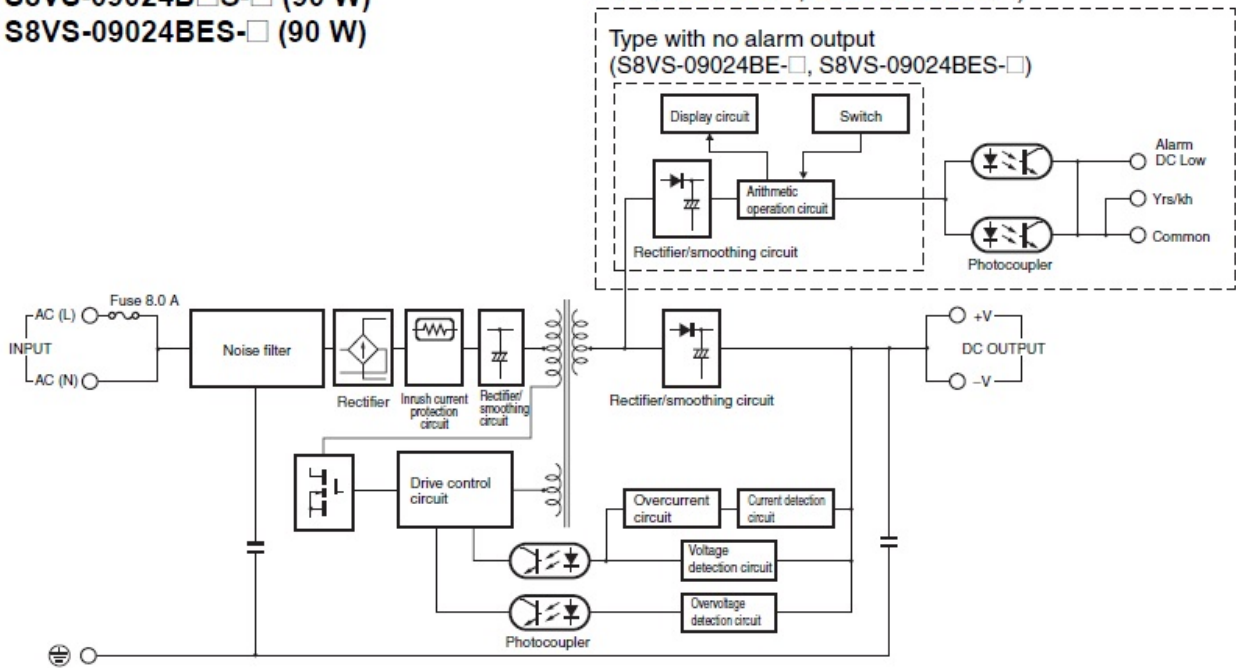 S8VS-09024BES-□ (90 W)
Type with no alarm output
(S8VS-09024BE-□, S8VS-09024BES-□)
Display circuit
Switch
Arithmetic
operation circuit
Rectifier/smoothing circuit
Alarm
DC Low
Yrs/kh
Common
Photocoupler
Fuse 8.0 A
AC (L)
INPUT
AC (N)
Noise filter
Rectifier
Inrush current
protection
circuit
Rectifier/
smoothing
circuit
Rectifier/smoothing circuit
+V
DC OUTPUT
–V
Drive control
circuit
Overcurrent
circuit
Current detection
circuit
Voltage
detection circuit
Overvoltage
detection circuit
Photocoupler